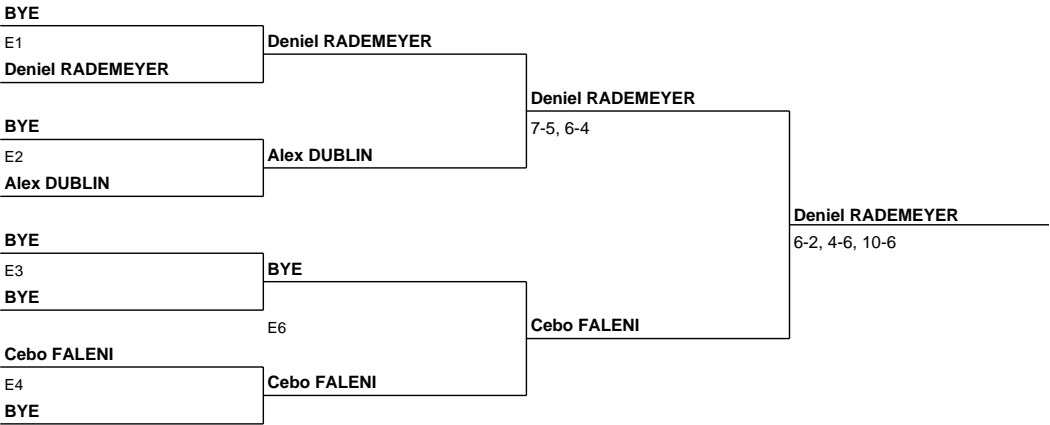 BYE
E1
Deniel RADEMEYER
Deniel RADEMEYER
BYE
E2
Alex DUBLIN
Alex DUBLIN
Deniel RADEMEYER
7-5, 6-4
BYE
E3
BYE
BYE
E6
Cebo FALENI
E4
BYE
Cebo FALENI
Cebo FALENI
Deniel RADEMEYER
6-2, 4-6, 10-6